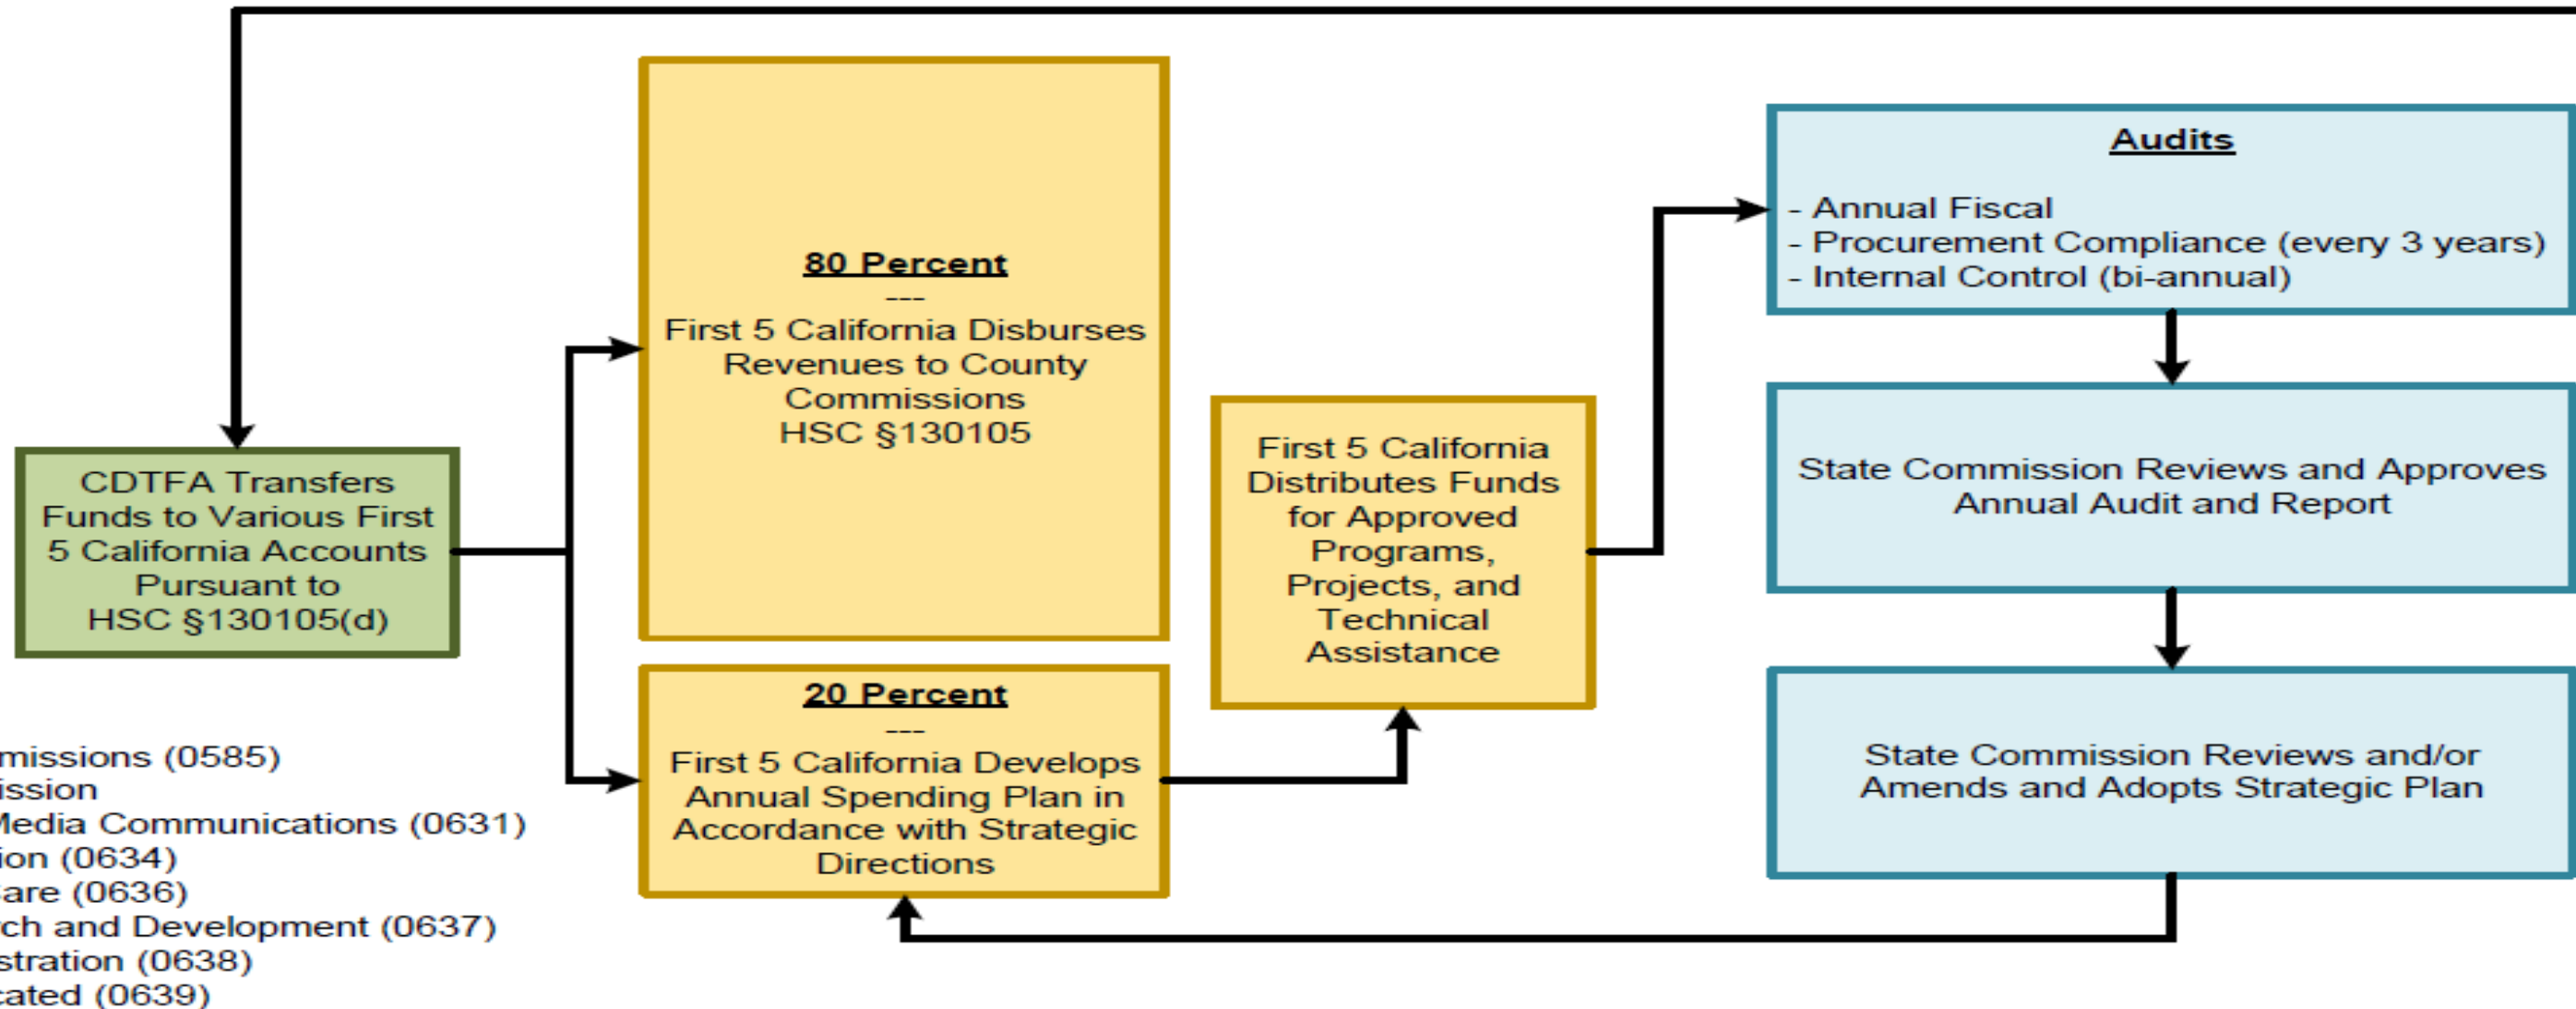 80 Percent
---
First 5 California Disburses
Revenues to County
Commissions
HSC §130105
Audits
- Annual Fiscal
- Procurement Compliance (every 3 years)
- Internal Control (bi-annual)
CDTFA Transfers
Funds to Various First
5 California Accounts
Pursuant to
HSC §130105(d)
First 5 California
Distributes Funds
for Approved
Programs,
Projects, and
Technical
Assistance
State Commission Reviews and Approves
Annual Audit and Report
20 Percent
---
First 5 California Develops
Annual Spending Plan in
Accordance with Strategic
Directions
State Commission Reviews and/or
Amends and Adopts Strategic Plan
missions (0585)
ission
Media Communications (0631)
ion (0634)
are (0636)
rch and Development (0637)
stration (0638)
cated (0639)